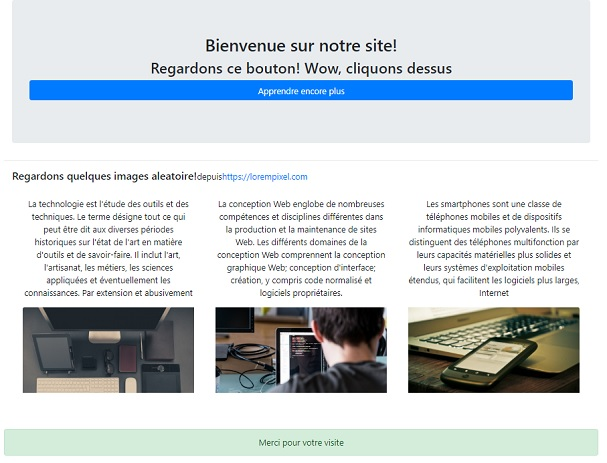 Bienvenue sur notre site!
Regardons ce bouton! Wow, cliquons dessus
Apprendre encore plus
Regardons quelques images aleatoire!depuishttps://lorempixel.com
La technologie est l'étude des outils et des
techniques. Le terme désigne tout ce qui
peut être dit aux diverses périodes
historiques sur l'état de l'art en matière
d'outils et de savoir-faire. Il inclut l'art,
l'artisanat, les métiers, les sciences
appliquées et éventuellement les
connaissances. Par extension et abusivement
La conception Web englobe de nombreuses
compétences et disciplines différentes dans
la production et la maintenance de sites
Web. Les différents domaines de la
conception Web comprennent la conception
graphique Web; conception d'interface;
création, y compris code normalisé et
logiciels propriétaires.
Les smartphones sont une classe de
téléphones mobiles et de dispositifs
informatiques mobiles polyvalents. Ils se
distinguent des téléphones multifonction par
leurs capacités matérielles plus solides et
leurs systèmes d'exploitation mobiles
étendus, qui facilitent les logiciels plus larges,
Internet
Merci pour votre visite